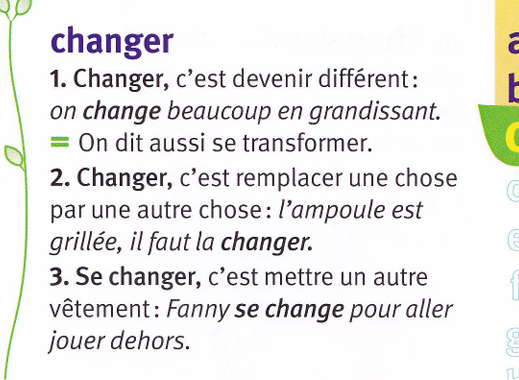 changer
1. Changer, c'est devenir différent :
on change beaucoup en grandissant.
= On dit aussi se transformer.
2. Changer, c'est remplacer une chose
par une autre chose : l'ampoule est
grillée, il faut la changer.
3. Se changer, c'est mettre un autre
vêtement : Fanny se change pour aller
jouer dehors.